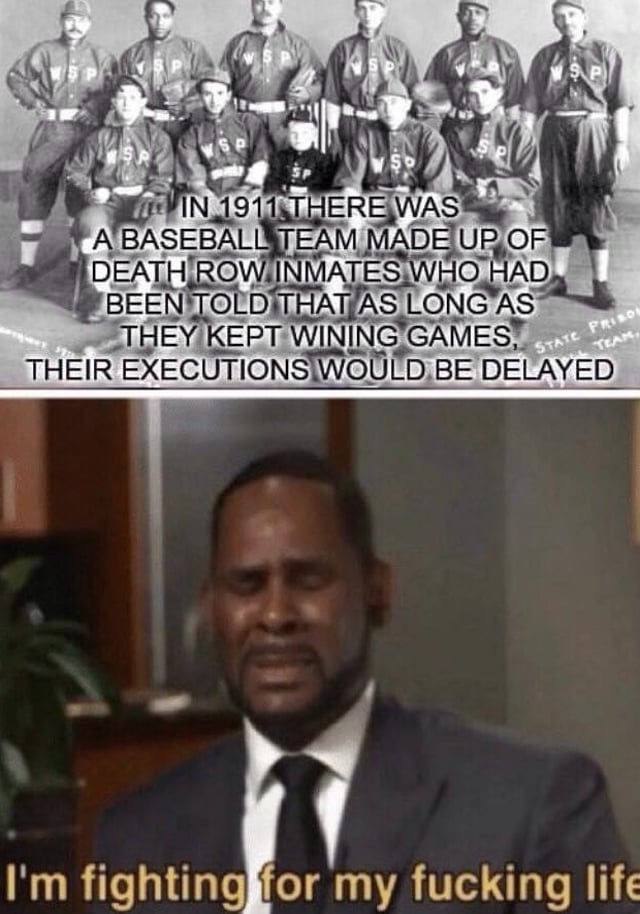 W S P
W S P
W S P
W S P
W S P
W S P
W S P
W S P
S P
W S P
S P
IN 1911 THERE WAS
A BASEBALL TEAM MADE UP OF
DEATH ROW INMATES WHO HAD
BEEN TOLD THAT AS LONG AS
THEY KEPT WINING GAMES,
THEIR EXECUTIONS WOULD BE DELAYED
STATE PRISO
TEAM
I'm fighting for my fucking life